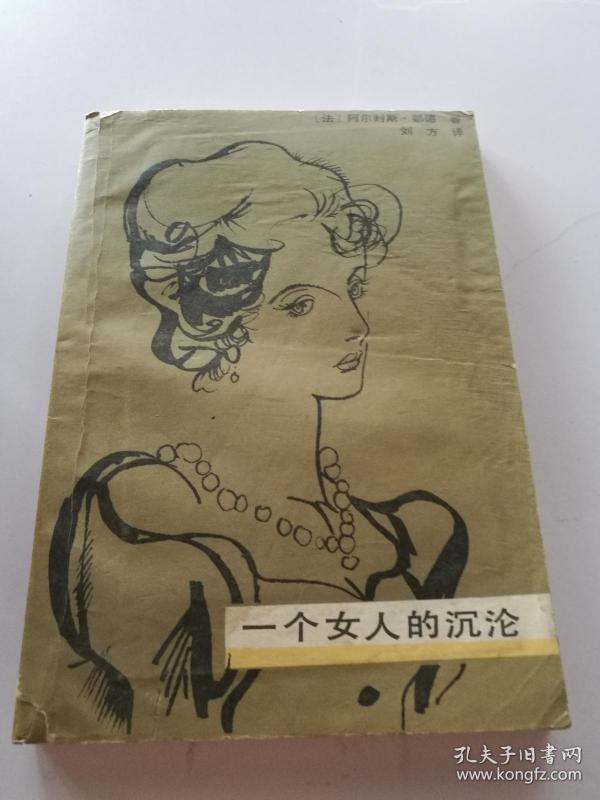 〔法〕阿尔封斯·都德 著
刘方 译
一个女人的沉沦
孔夫子旧书网
www.kongfz.com